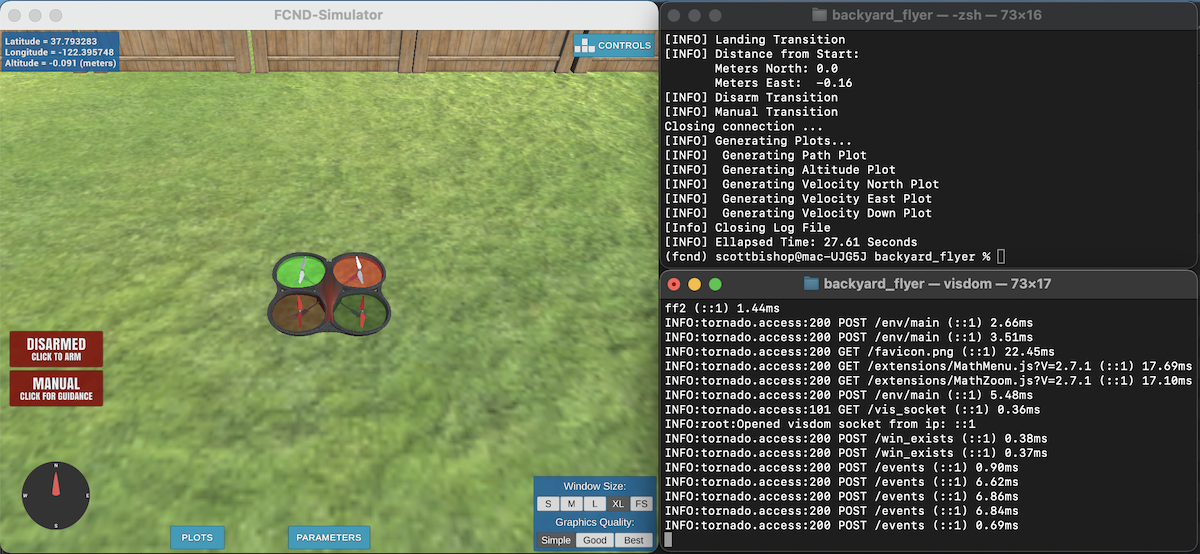 FCND-Simulator
Latitude = 37.793283
Longitude = -122.395748
Altitude = -0.091 (meters)
CONTROLS
DISARMED
CLICK TO ARM
MANUAL
CLICK FOR GUIDANCE
N
W
E
S
PLOTS
PARAMETERS
Window Size:
S M L XL FS
Graphics Quality:
Simple Good Best
backyard_flyer — -zsh — 73×16
[INFO] Landing Transition
[INFO] Distance from Start:
Meters North: 0.0
Meters East: -0.16
[INFO] Disarm Transition
[INFO] Manual Transition
Closing connection ...
[INFO] Generating Plots...
[INFO] Generating Path Plot
[INFO] Generating Altitude Plot
[INFO] Generating Velocity North Plot
[INFO] Generating Velocity East Plot
[INFO] Generating Velocity Down Plot
[Info] Closing Log File
[INFO] Ellapsed Time: 27.61 Seconds
(fcnd) scottbishop@mac-UJG5J backyard_flyer %
backyard_flyer — visdom — 73×17
ff2 (::1) 1.44ms
INFO:tornado.access:200 POST /env/main (::1) 2.66ms
INFO:tornado.access:200 POST /env/main (::1) 3.51ms
INFO:tornado.access:200 GET /favicon.png (::1) 22.45ms
INFO:tornado.access:200 GET /extensions/MathMenu.js?V=2.7.1 (::1) 17.69ms
INFO:tornado.access:200 GET /extensions/MathZoom.js?V=2.7.1 (::1) 17.10ms
INFO:tornado.access:200 POST /env/main (::1) 5.48ms
INFO:tornado.access:101 GET /vis_socket (::1) 0.36ms
INFO:root:Opened visdom socket from ip: ::1
INFO:tornado.access:200 POST /win_exists (::1) 0.38ms
INFO:tornado.access:200 POST /win_exists (::1) 0.37ms
INFO:tornado.access:200 POST /events (::1) 0.90ms
INFO:tornado.access:200 POST /events (::1) 6.62ms
INFO:tornado.access:200 POST /events (::1) 6.86ms
INFO:tornado.access:200 POST /events (::1) 6.84ms
INFO:tornado.access:200 POST /events (::1) 0.69ms